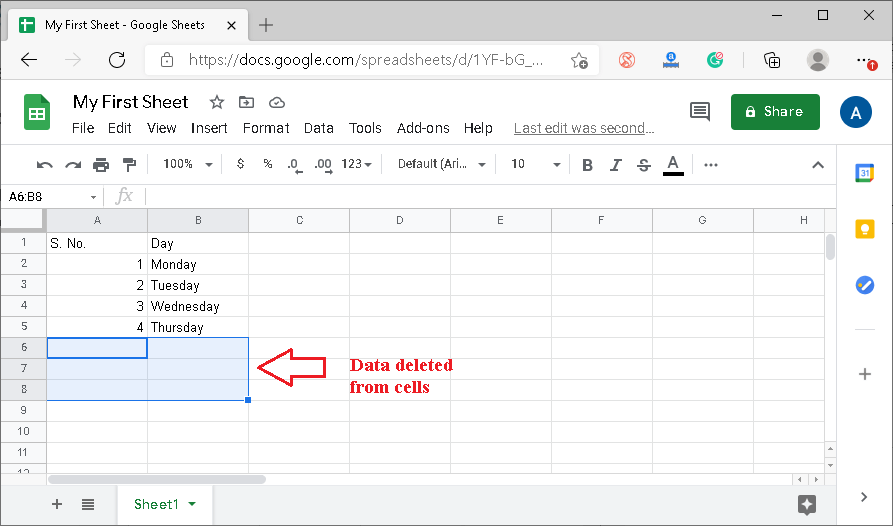 My First Sheet - Google Sheets
https://docs.google.com/spreadsheets/d/1YF-bG_...
My First Sheet
File Edit View Insert Format Data Tools Add-ons Help Last edit was second...
Share
A
100% $ % .0 .00 123 Default (Ari... 10 B I S A
31
A6:B8 fx
A B C D E F G H
1 S. No. Day
2 1 Monday
3 2 Tuesday
4 3 Wednesday
5 4 Thursday
6
7 Data deleted
8 from cells
9
10
11
12
Sheet1